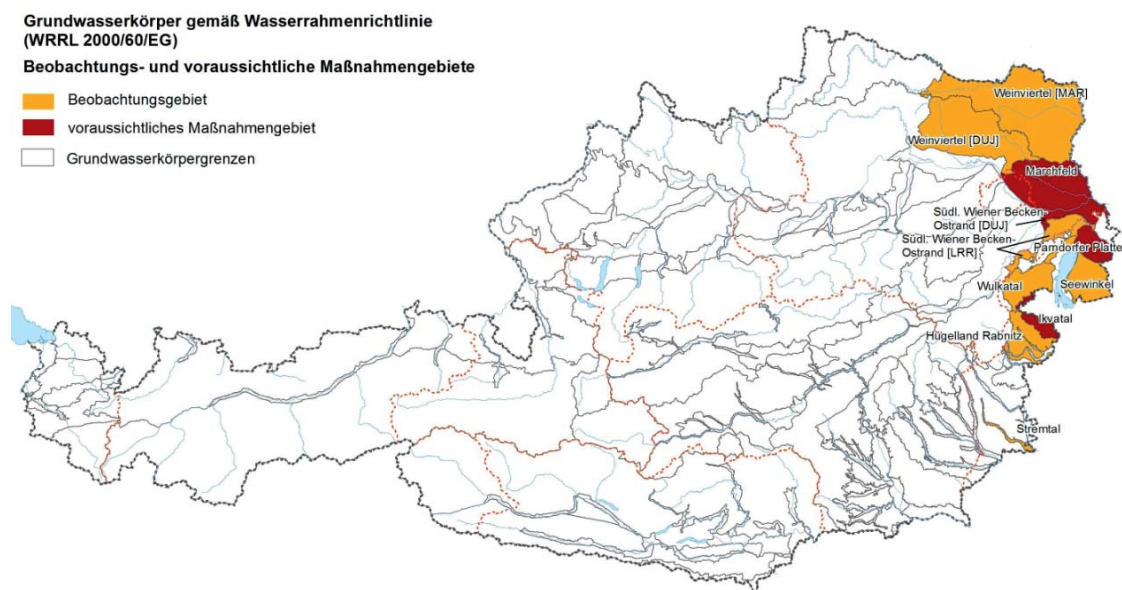 Grundwasserkörper gemäß Wasserrahmenrichtlinie
(WRRL 2000/60/EG)
Beobachtungs- und voraussichtliche Maßnahmengebiete
Beobachtungsgebiet
voraussichtliches Maßnahmengebiet
Grundwasserkörpergrenzen
Weinviertel [MAR]
Weinviertel [DUJ]
Marchfeld
Südl. Wiener Becken-
Ostrand [DUJ]
Südl. Wiener Becken-
Ostrand [LRR]
Parndorfer Platte
Wulkatal
Seewinkel
Ikvatal
Hügelland Rabnitz
Stremtal